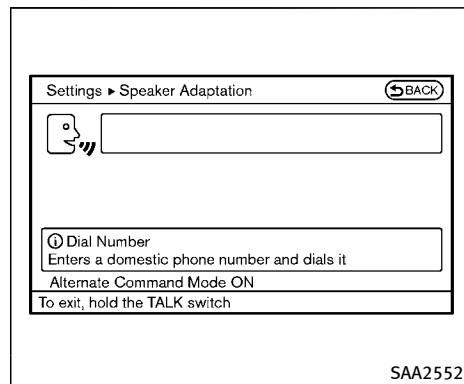 Settings ▸ Speaker Adaptation
BACK
Dial Number
Enters a domestic phone number and dials it
Alternate Command Mode ON
To exit, hold the TALK switch
SAA2552